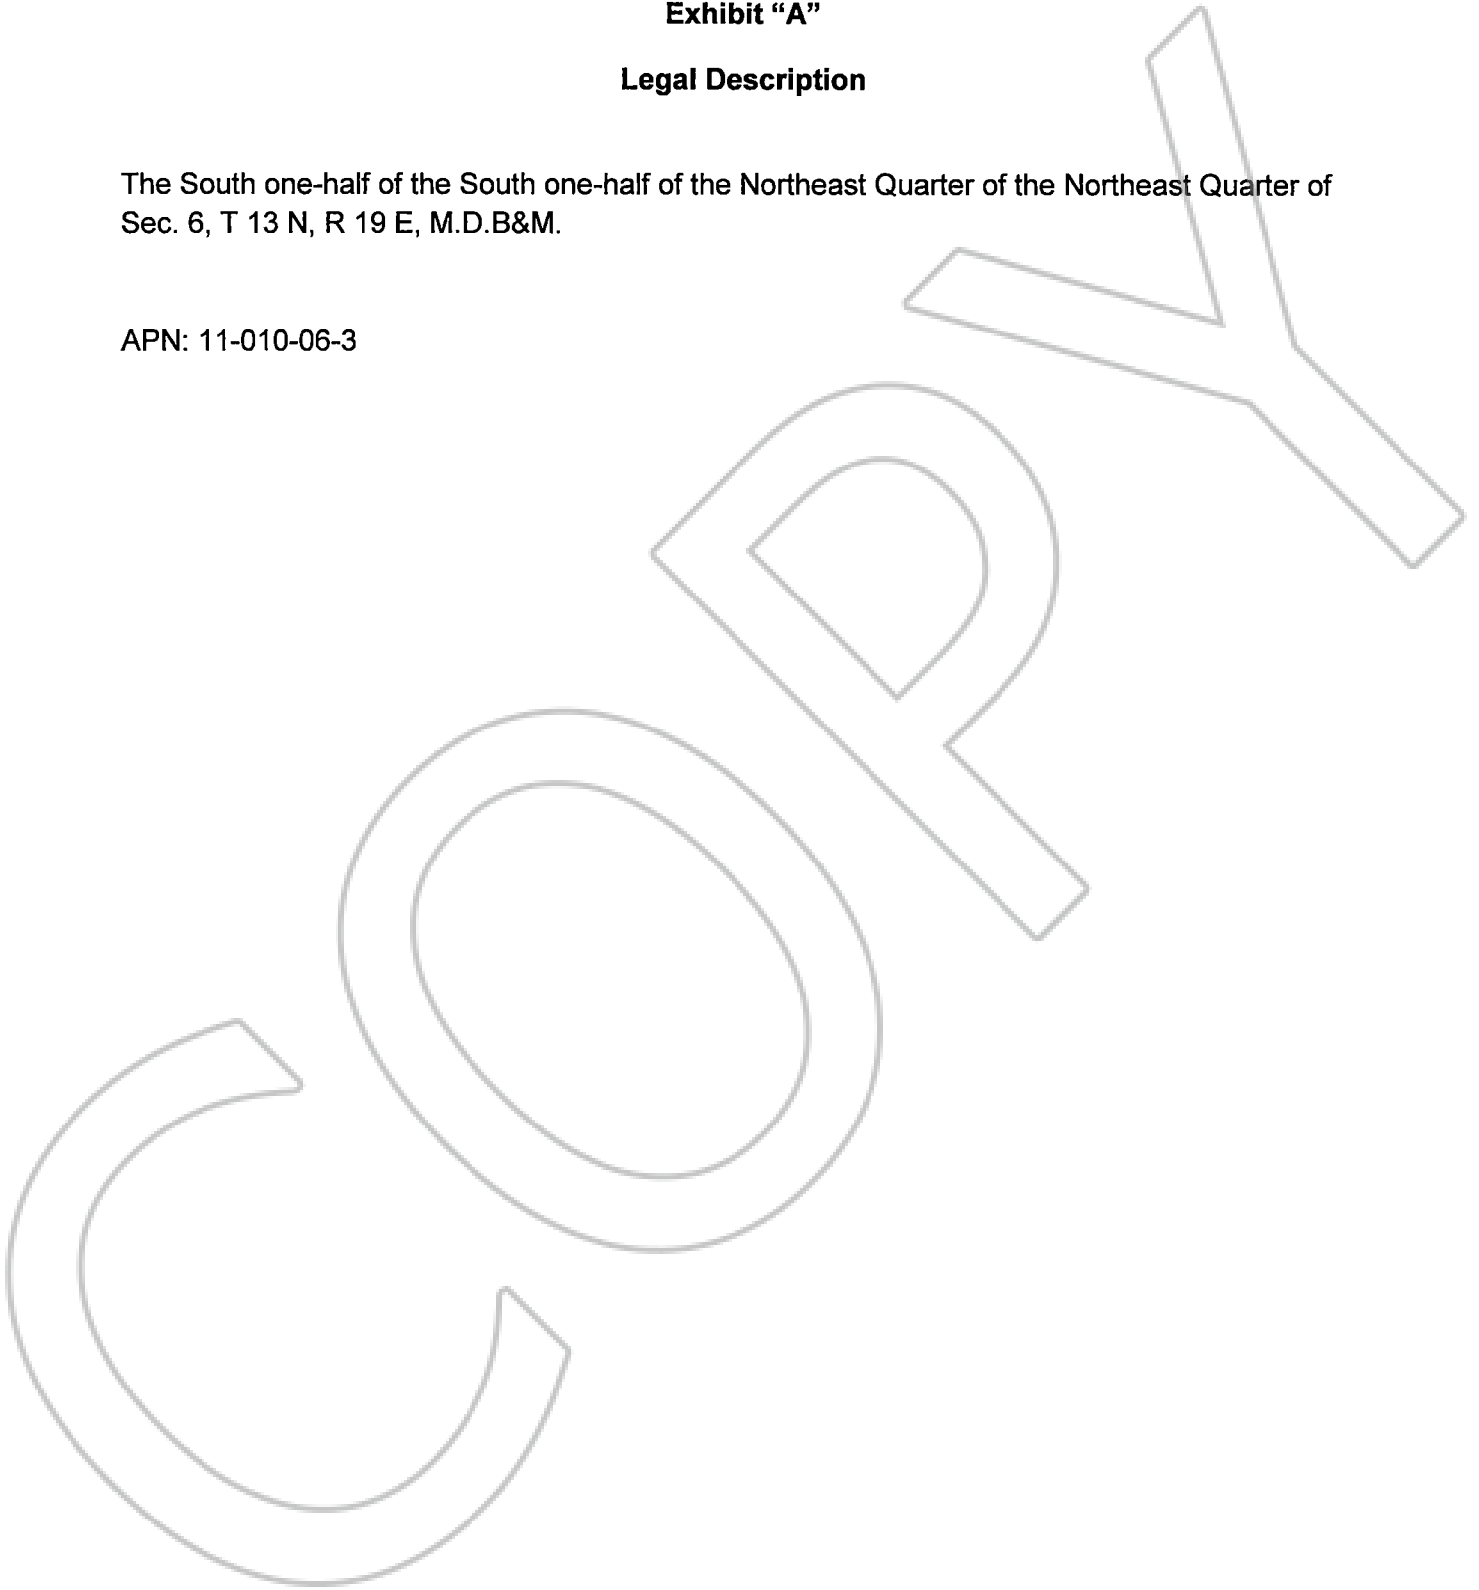 Exhibit “A”
Legal Description
The South one-half of the South one-half of the Northeast Quarter of the Northeast Quarter of
Sec. 6, T 13 N, R 19 E, M.D.B&M.
APN: 11-010-06-3
COPY